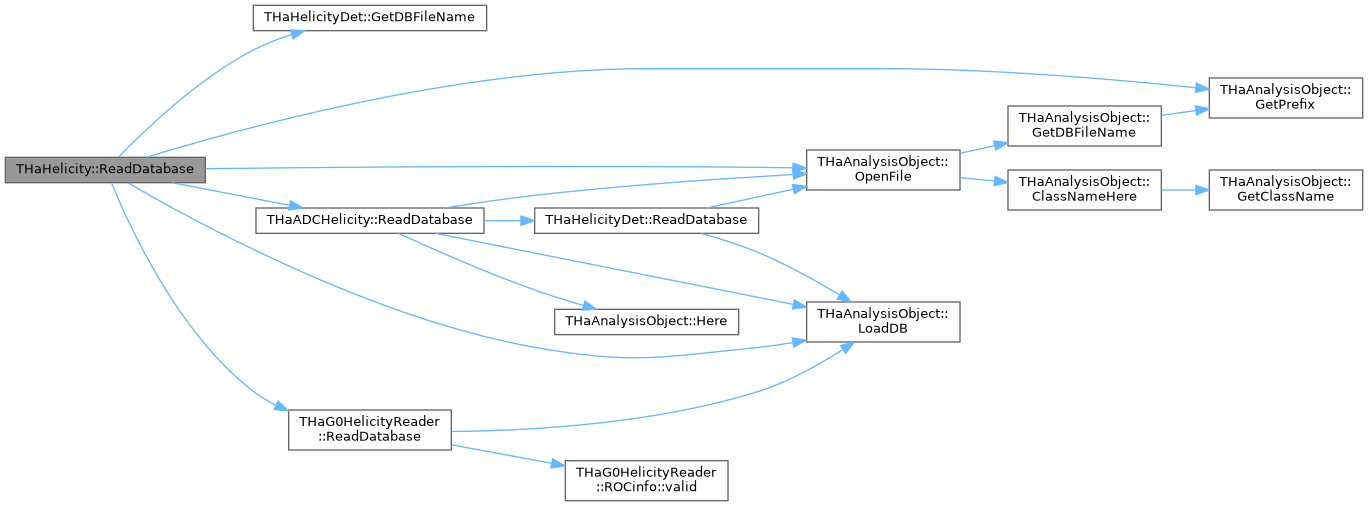 THaHelicityDet::GetDBFileName
THaAnalysisObject::
GetPrefix
THaAnalysisObject::
GetDBFileName
THaHelicity::ReadDatabase
THaAnalysisObject::
OpenFile
THaAnalysisObject::
ClassNameHere
THaAnalysisObject::
GetClassName
THaADCHelicity::ReadDatabase
THaHelicityDet::ReadDatabase
THaAnalysisObject::Here
THaAnalysisObject::
LoadDB
THaG0HelicityReader
::ReadDatabase
THaG0HelicityReader
::ROCinfo::valid